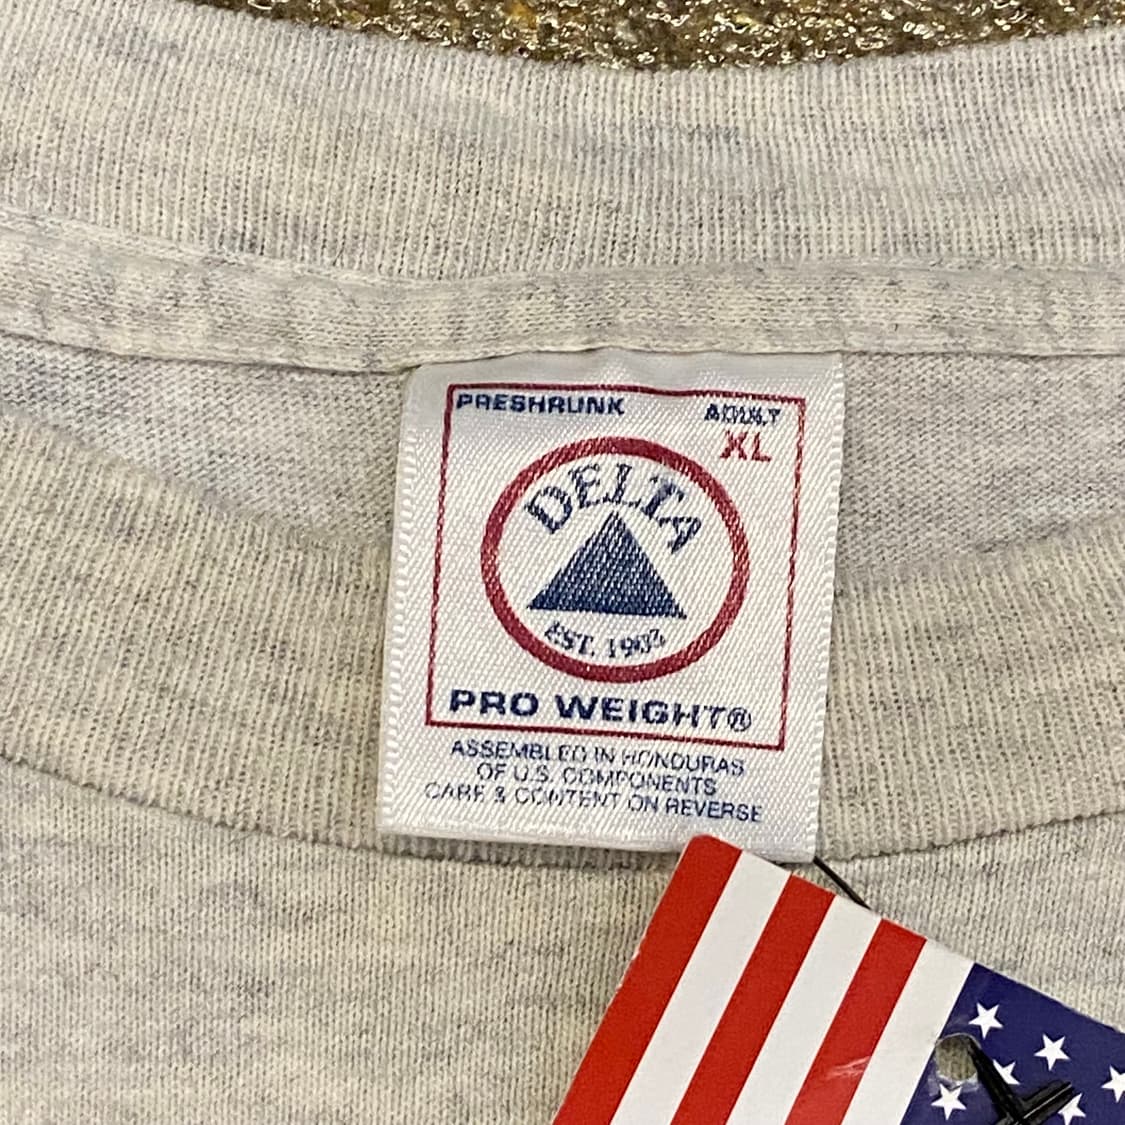 PRESHRUNK
ADULT
XL
DELTA
EST. 1903
PRO WEIGHT®
ASSEMBLED IN HONDURAS
OF U.S. COMPONENTS
CARE & CONTENT ON REVERSE